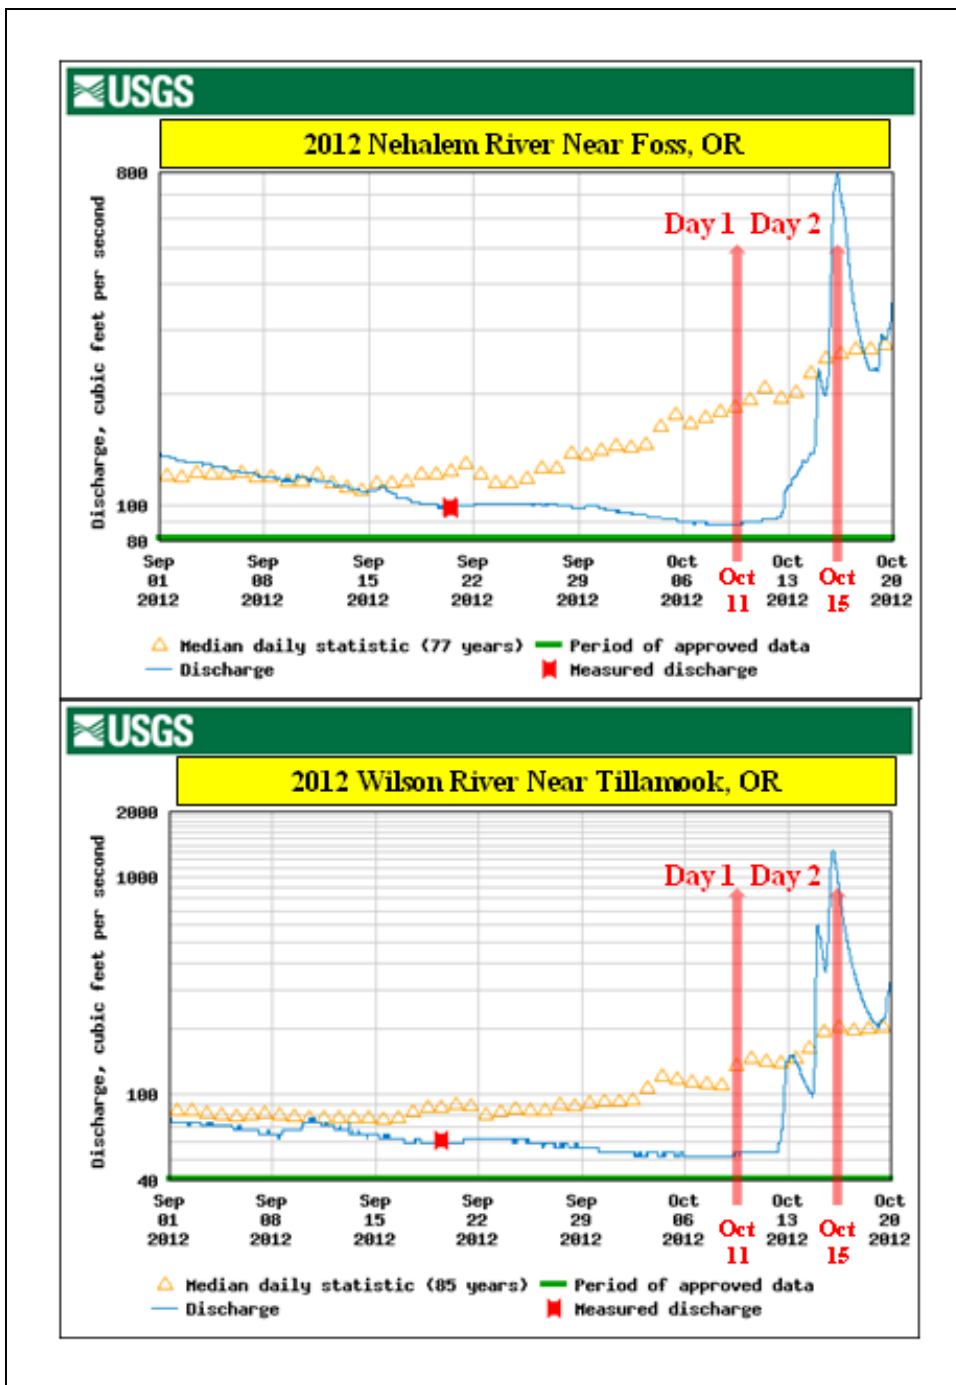 USGS
2012 Nehalem River Near Foss, OR
Discharge, cubic feet per second
800
100
80
Day 1 Day 2
Sep 01 2012
Sep 08 2012
Sep 15 2012
Sep 22 2012
Sep 29 2012
Oct 06 2012
Oct 11
Oct 13 2012
Oct 15
Oct 20 2012
Median daily statistic (77 years)
Period of approved data
Discharge
Measured discharge
USGS
2012 Wilson River Near Tillamook, OR
Discharge, cubic feet per second
2000
1000
100
40
Day 1 Day 2
Sep 01 2012
Sep 08 2012
Sep 15 2012
Sep 22 2012
Sep 29 2012
Oct 06 2012
Oct 11
Oct 13 2012
Oct 15
Oct 20 2012
Median daily statistic (85 years)
Period of approved data
Discharge
Measured discharge